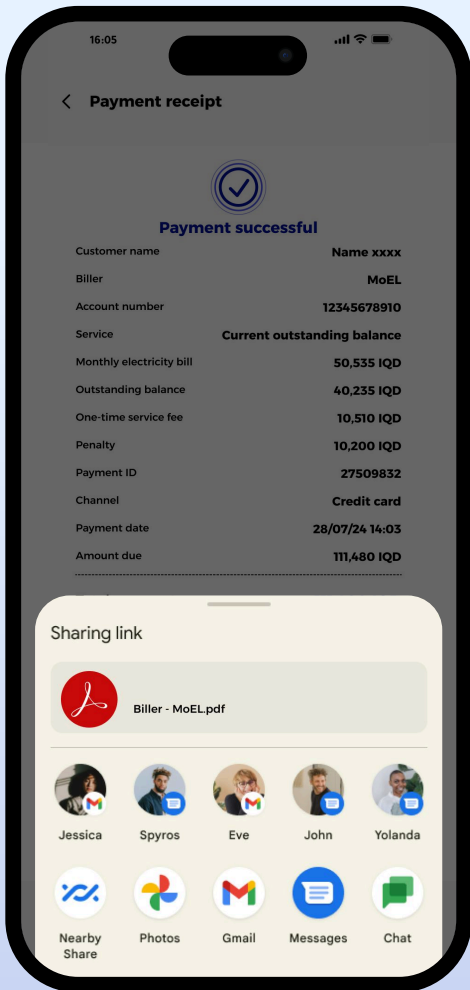 16:05
Payment receipt
Payment successful
Customer name Name xxxx
Biller MoEL
Account number 12345678910
Service Current outstanding balance
Monthly electricity bill 50,535 IQD
Outstanding balance 40,235 IQD
One-time service fee 10,510 IQD
Penalty 10,200 IQD
Payment ID 27509832
Channel Credit card
Payment date 28/07/24 14:03
Amount due 111,480 IQD
Sharing link
Biller - MoEL.pdf
Jessica Spyros Eve John Yolanda
Nearby Share Photos Gmail Messages Chat